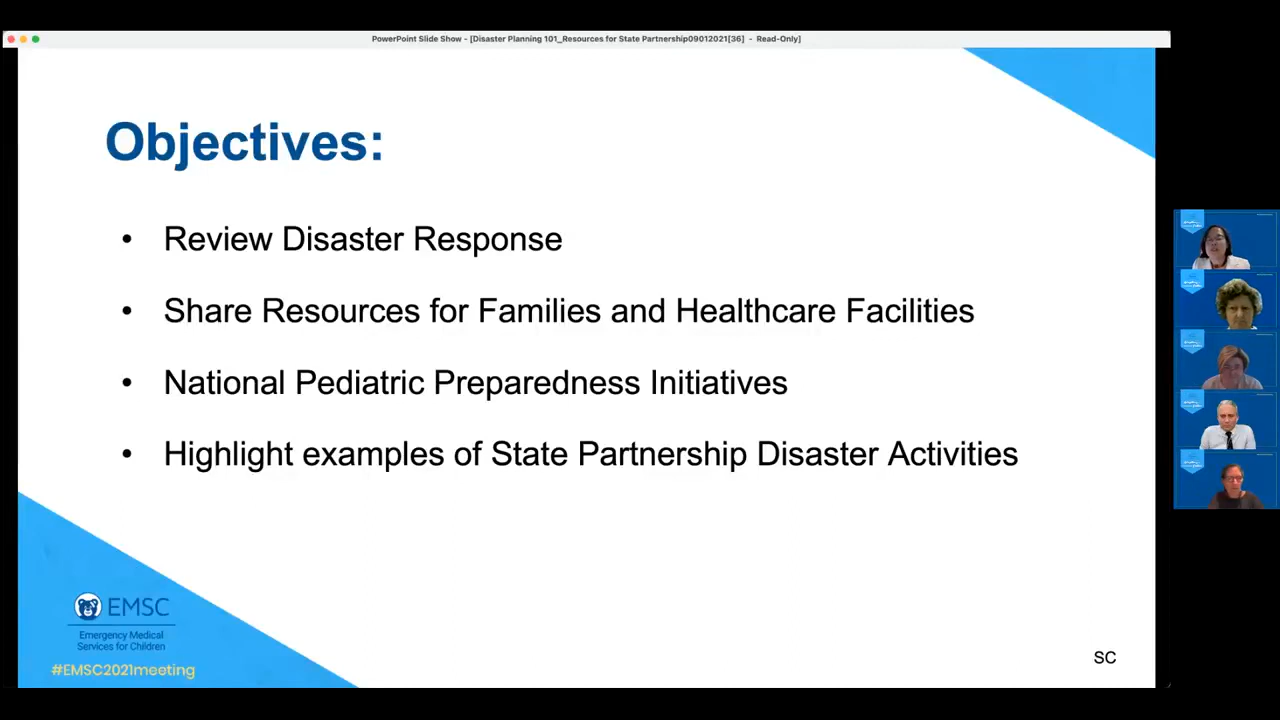 PowerPoint Slide Show - [Disaster Planning 101_Resources for State Partnership09012021[36] - Read-Only]
Objectives:
• Review Disaster Response
• Share Resources for Families and Healthcare Facilities
• National Pediatric Preparedness Initiatives
• Highlight examples of State Partnership Disaster Activities
EMSC
Emergency Medical
Services for Children
#EMSC2021meeting
SC